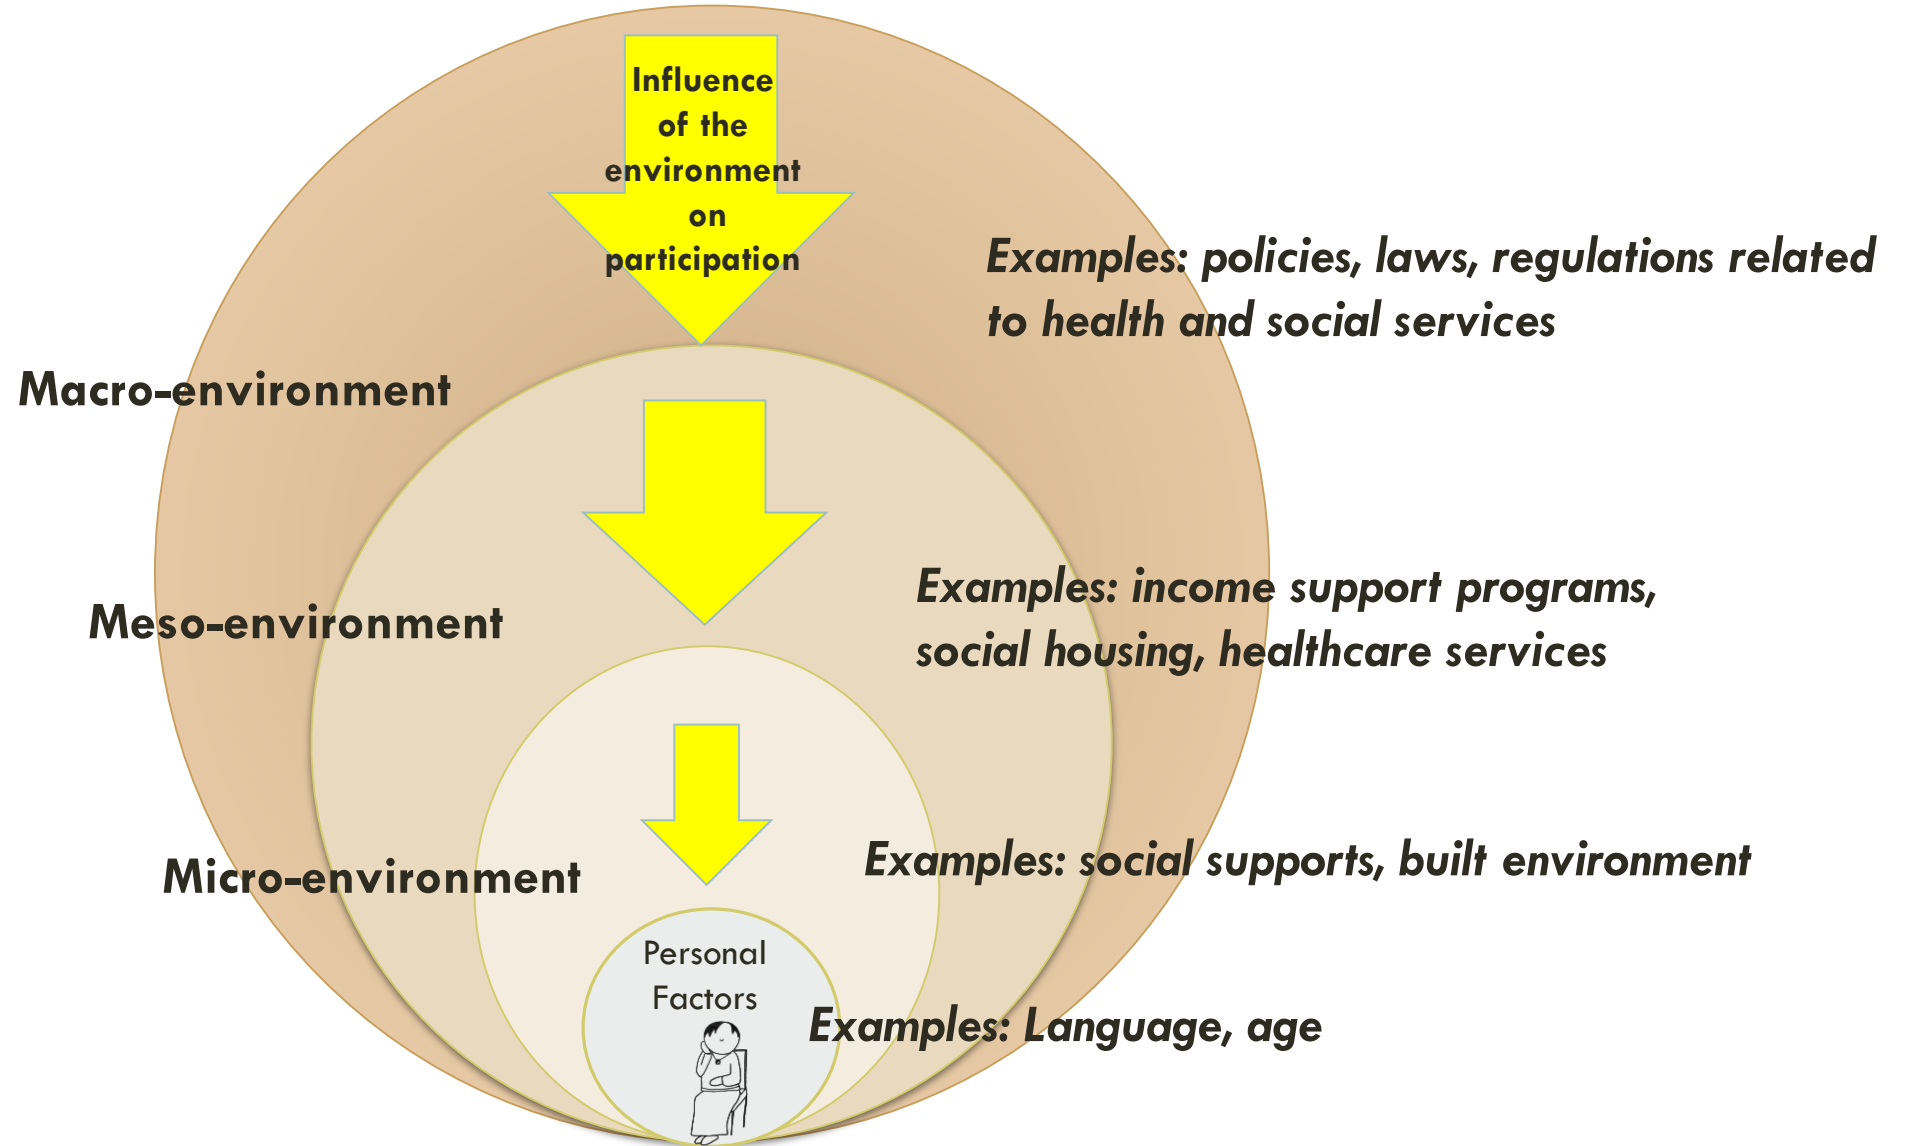 Influence
of the
environment
on
participation
Examples: policies, laws, regulations related
to health and social services
Macro-environment
Examples: income support programs,
social housing, healthcare services
Meso-environment
Examples: social supports, built environment
Micro-environment
Personal
Factors
Examples: Language, age